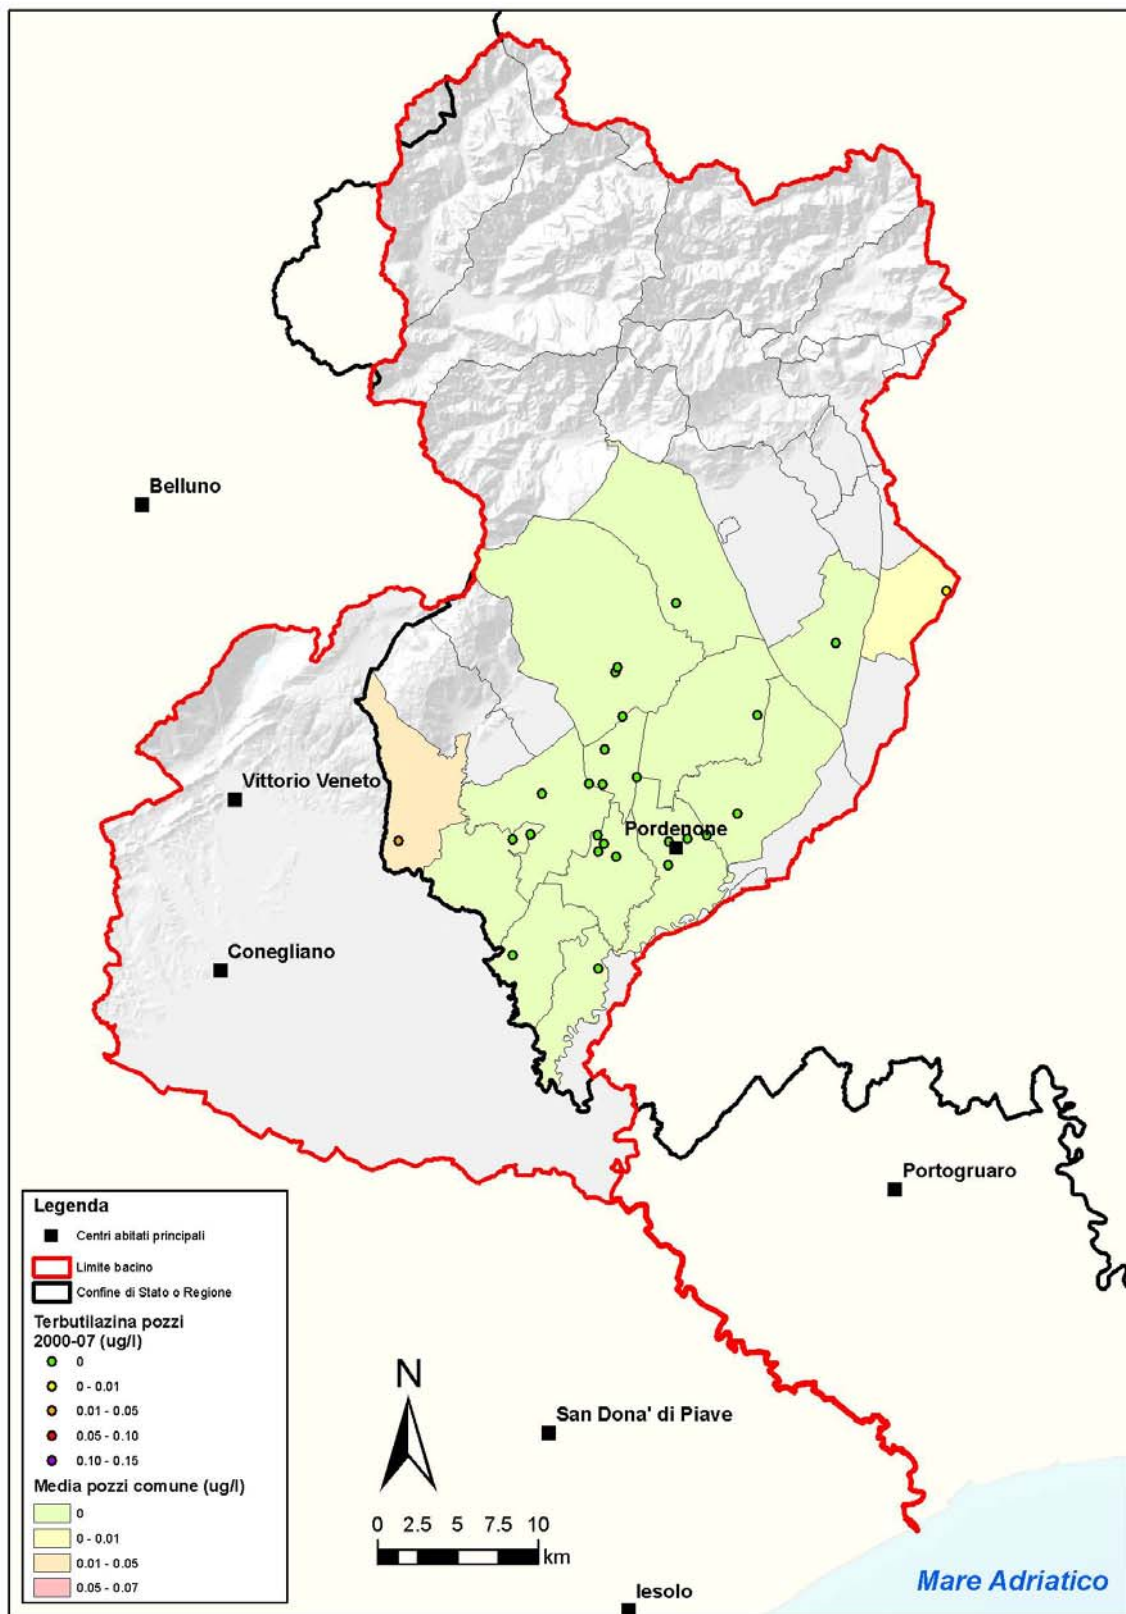 Belluno
Vittorio Veneto
Pordenone
Conegliano
Portogruaro
San Dona' di Piave
Iesolo
Mare Adriatico
N
0 2.5 5 7.5 10
km
Legenda
Centri abitati principali
Limite bacino
Confine di Stato o Regione
Terbutilazina pozzi
2000-07 (ug/l)
0
0 - 0.01
0.01 - 0.05
0.05 - 0.10
0.10 - 0.15
Media pozzi comune (ug/l)
0
0 - 0.01
0.01 - 0.05
0.05 - 0.07